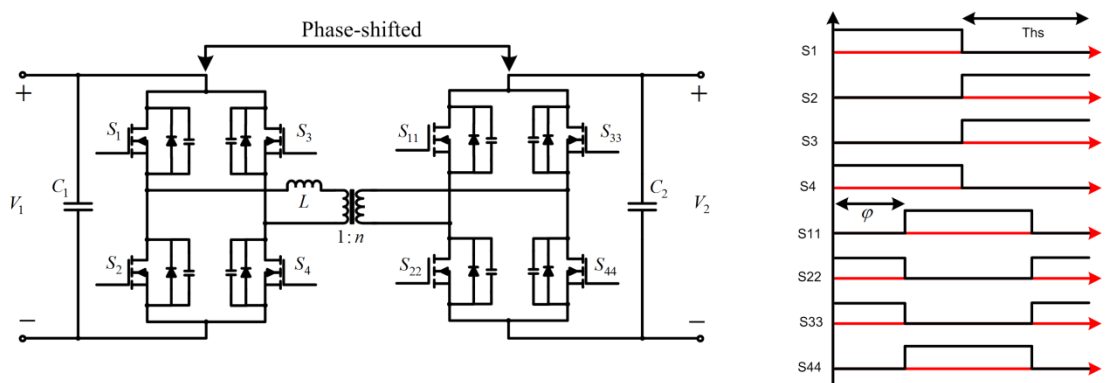 Phase-shifted
+
+
S₁
S₃
S₁₁
S₃₃
C₁
V₁
L
1:n
C₂
V₂
S₂
S₄
S₂₂
S₄₄
−
−
Ths
S1
S2
S3
S4
φ
S11
S22
S33
S44